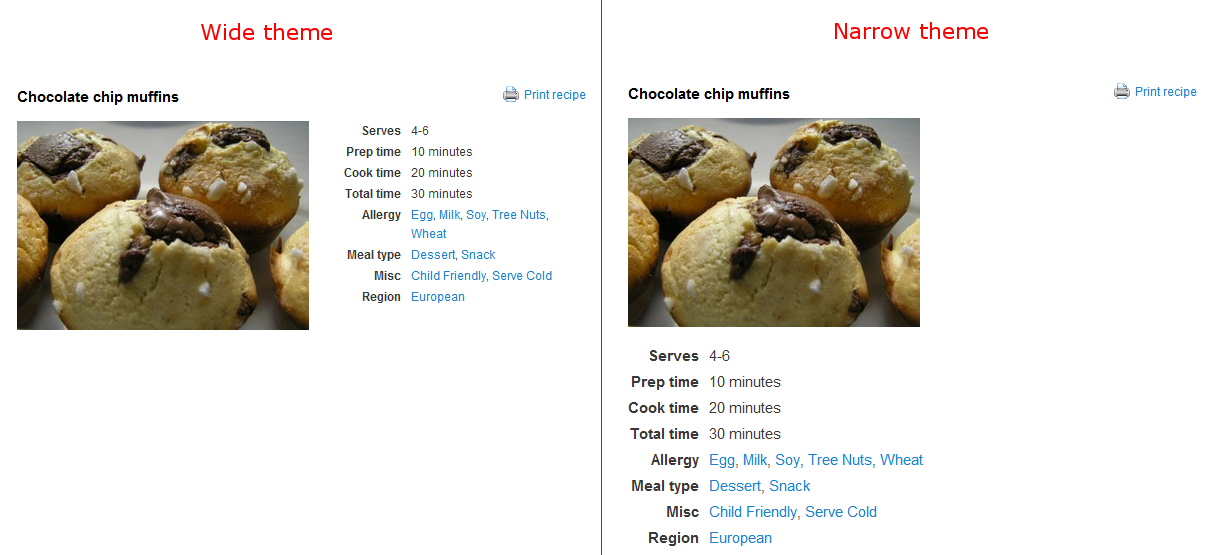 Wide theme
Chocolate chip muffins
Print recipe
Serves 4-6
Prep time 10 minutes
Cook time 20 minutes
Total time 30 minutes
Allergy Egg, Milk, Soy, Tree Nuts,
Wheat
Meal type Dessert, Snack
Misc Child Friendly, Serve Cold
Region European
Narrow theme
Chocolate chip muffins
Print recipe
Serves 4-6
Prep time 10 minutes
Cook time 20 minutes
Total time 30 minutes
Allergy Egg, Milk, Soy, Tree Nuts, Wheat
Meal type Dessert, Snack
Misc Child Friendly, Serve Cold
Region European